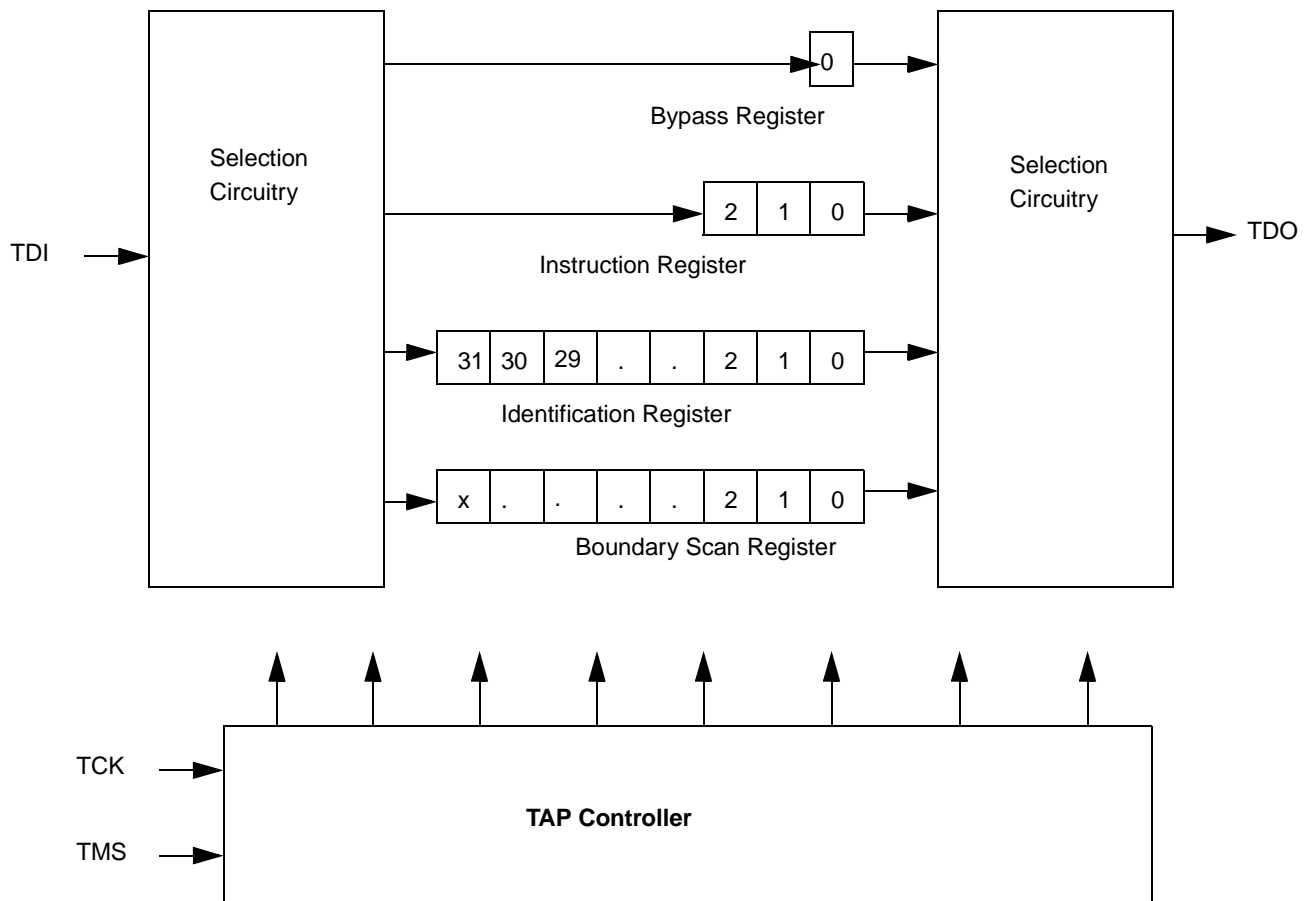 0
Bypass Register
Selection
Circuitry
Selection
Circuitry
2 1 0
TDI
TDO
Instruction Register
31 30 29 . . 2 1 0
Identification Register
x . . . . 2 1 0
Boundary Scan Register
TCK
TAP Controller
TMS